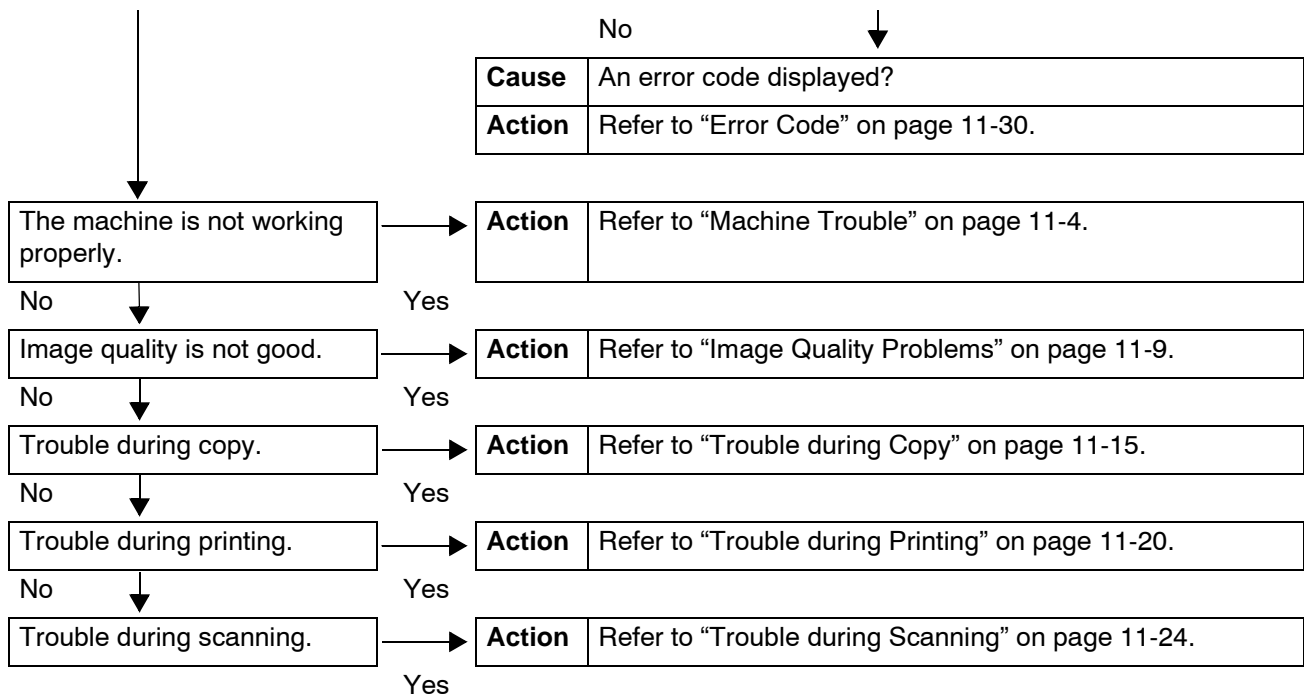 No
Cause An error code displayed?
Action Refer to “Error Code” on page 11-30.
The machine is not working
properly.
Action Refer to “Machine Trouble” on page 11-4.
No Yes
Image quality is not good.
Action Refer to “Image Quality Problems” on page 11-9.
No Yes
Trouble during copy.
Action Refer to “Trouble during Copy” on page 11-15.
No Yes
Trouble during printing.
Action Refer to “Trouble during Printing” on page 11-20.
No Yes
Trouble during scanning.
Action Refer to “Trouble during Scanning” on page 11-24.
Yes